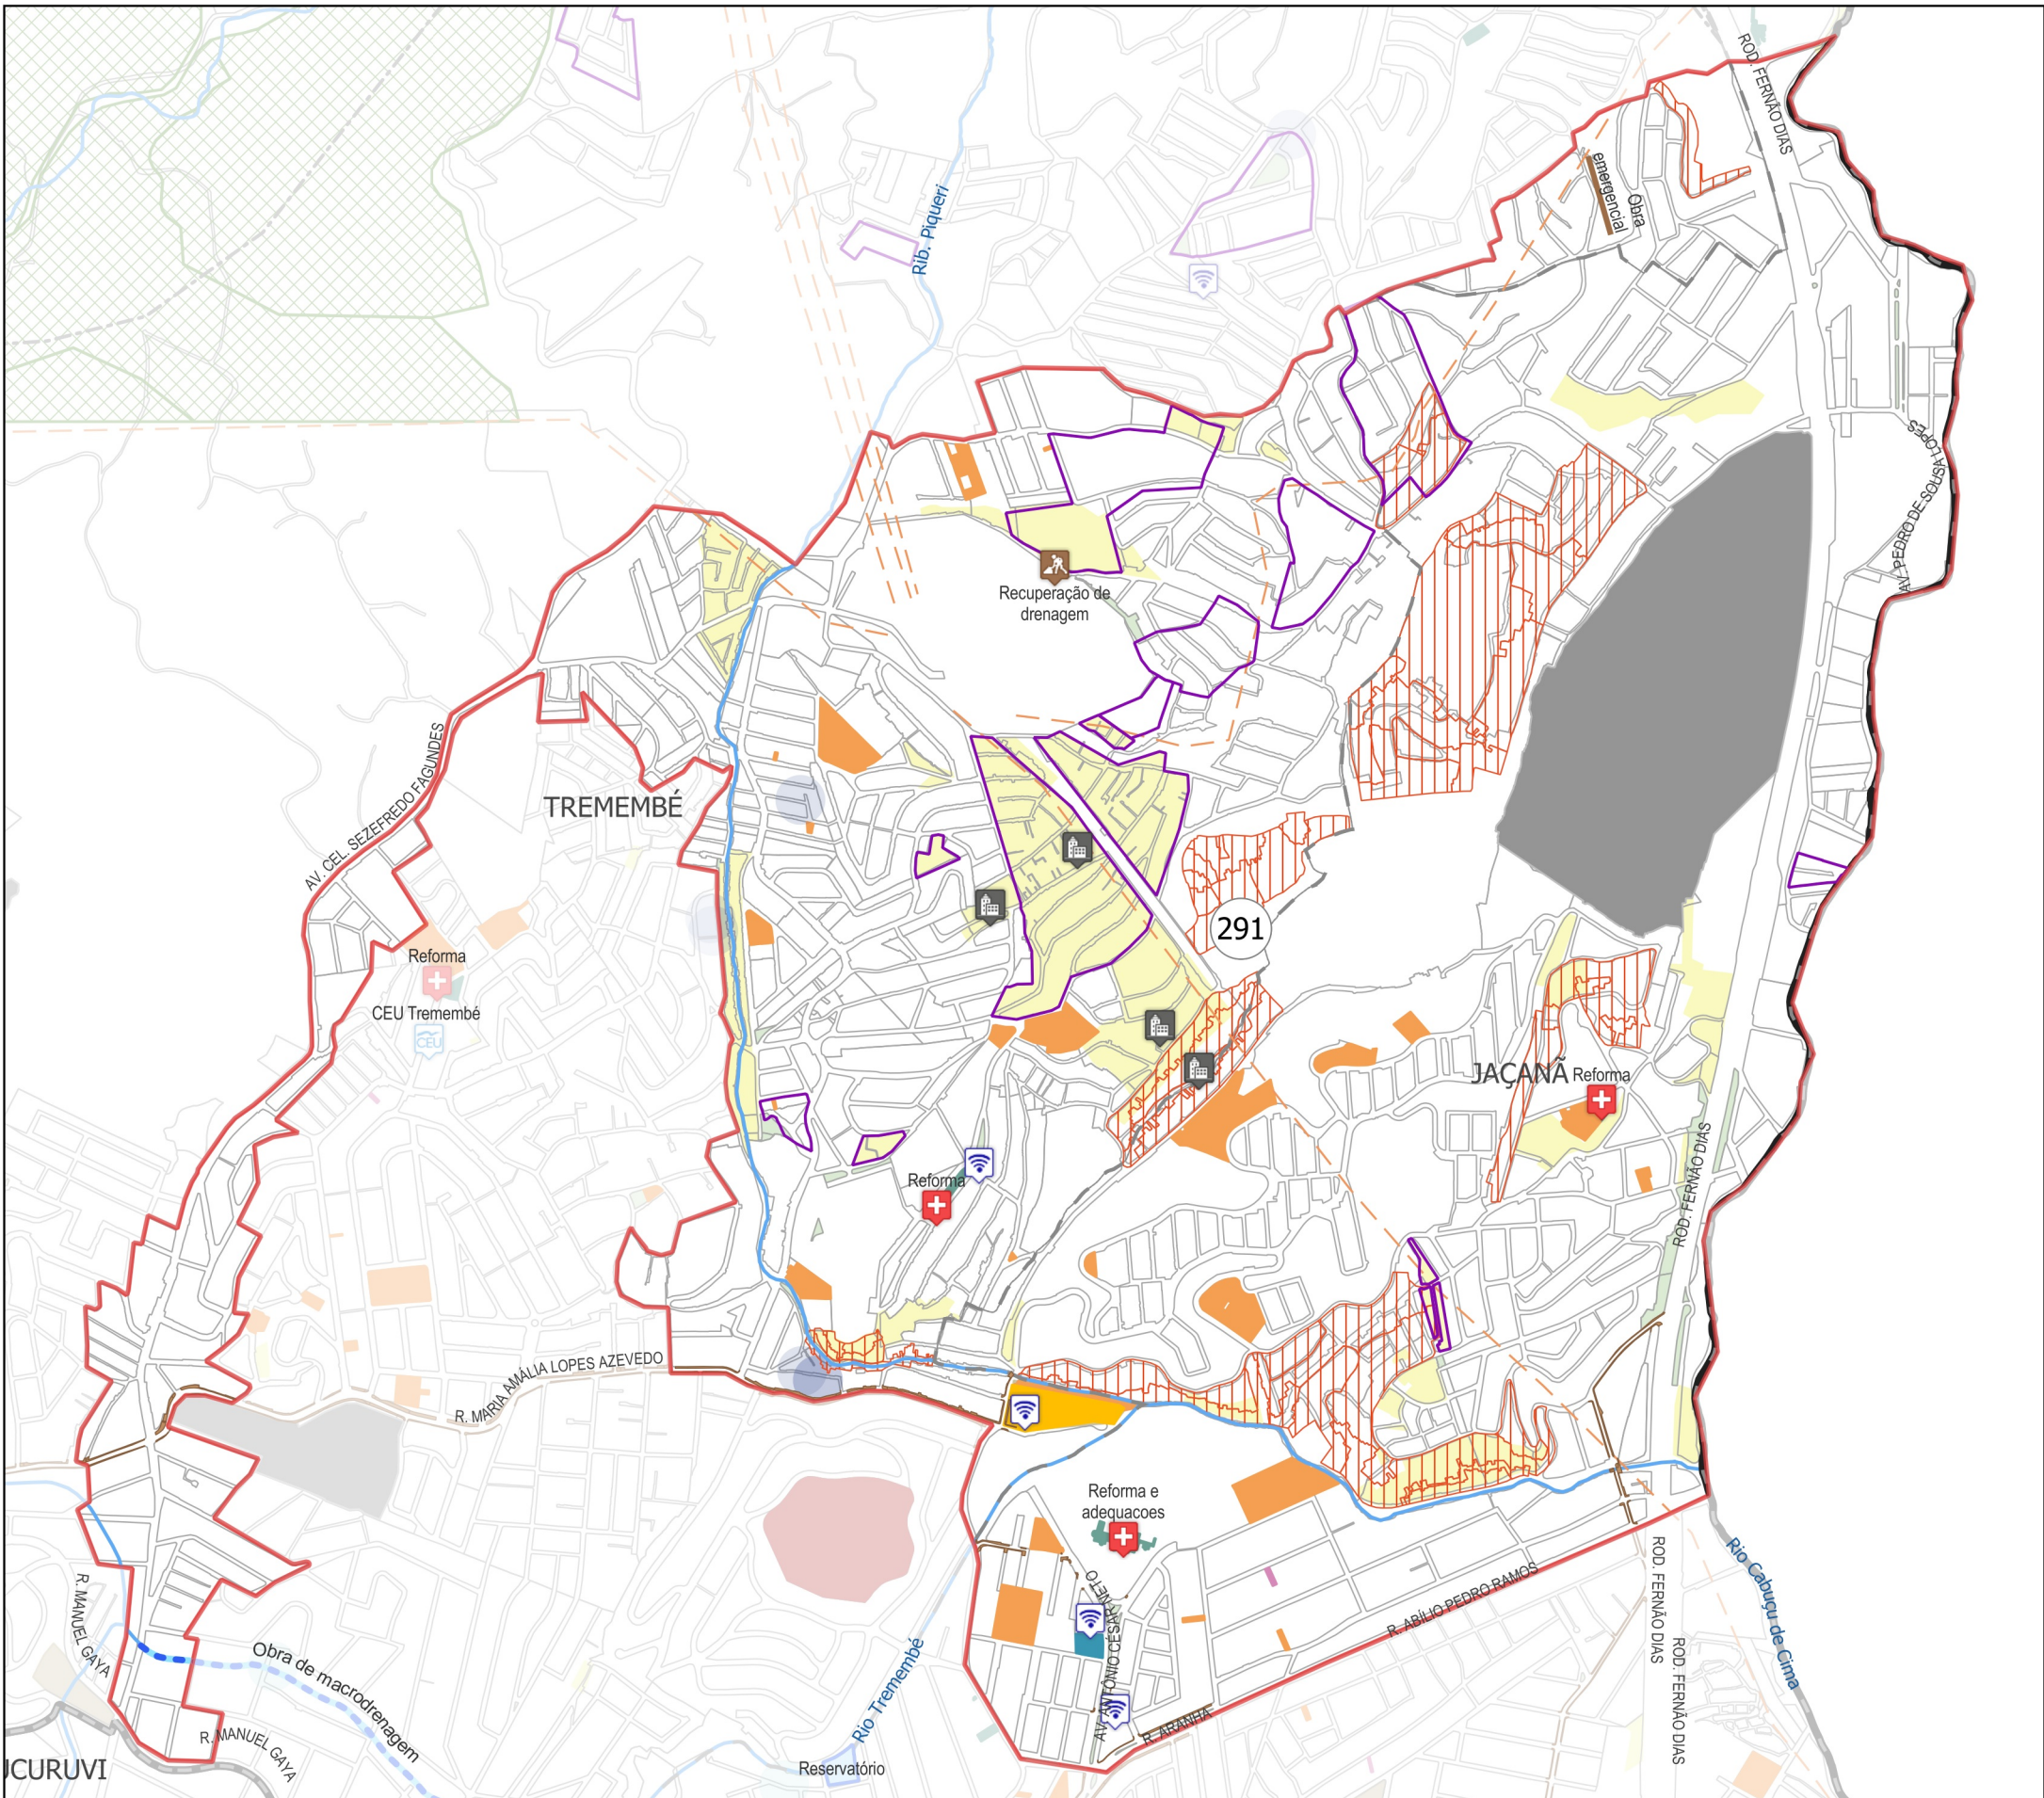 ROD. FERNÃO DIAS
Obra
emergencial
Rib. Piqueri
AV. PEDRO DE SOUSA LOPES
Recuperação de
drenagem
AV. CEL. SEZEFREDO FAGUNDES
TREMEMBÉ
291
Reforma
CEU Tremembé
CEU
JAÇANÃ
Reforma
ROD. FERNÃO DIAS
Reforma
R. MARIA AMÁLIA LOPES AZEVEDO
Reforma e
adequacoes
R. MANUEL GAYA
Obra de macrodrenagem
R. MANUEL GAYA
Rio Tremembé
AV. ANTÔNIO CÉSAR NETO
R. ABÍLIO PEDRO RAMOS
R. ARANHA
ROD. FERNÃO DIAS
ROD. FERNÃO DIAS
Rio Cabuçu de Cima
Reservatório
JCURUVI